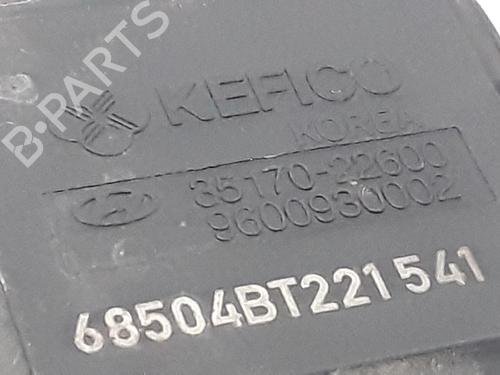 B-PARTS
KEFICO
KOREA
35170-22600
9600930002
68504BT221541